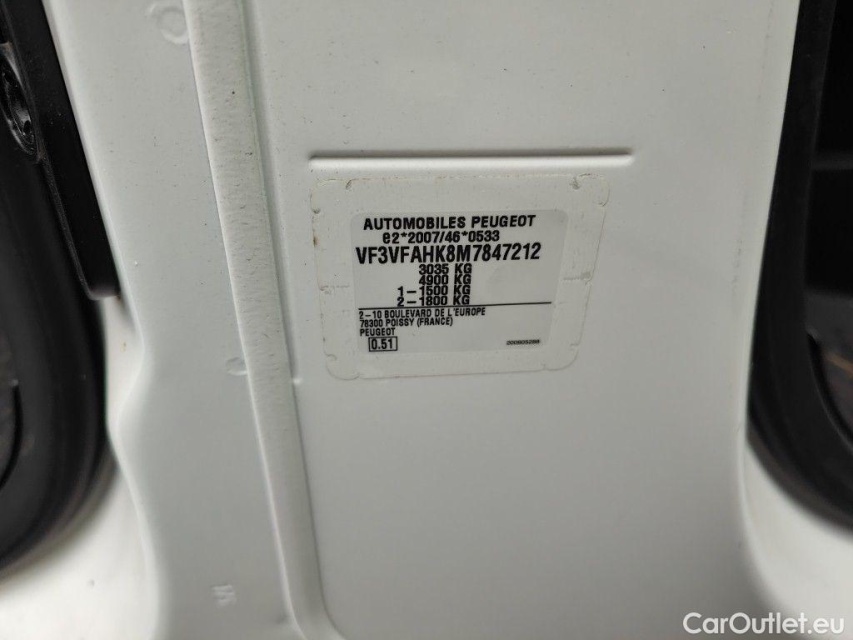 AUTOMOBILES PEUGEOT
e2*2007/46*0533
VF3VFAHK8M7847212
3035 KG
4900 KG
1-1500 KG
2-1800 KG
2-10 BOULEVARD DE L'EUROPE
78300 POISSY (FRANCE)
PEUGEOT
0.51
CarOutlet.eu